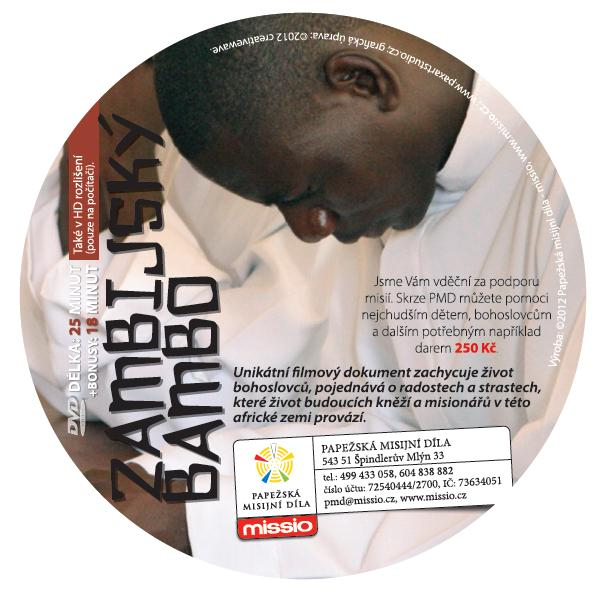 Výroba: ©2012 Papežská misijní díla - missio, www.missio.cz, www.paxartstudio.cz, grafická úprava: ©2012 creativewave.
ZAMBIJSKÝ
BAMBO
Také v HD rozlišení
(pouze na počítači).
DVD DÉLKA: 25 MINUT
+BONUSY: 18 MINUT
Jsme Vám vděční za podporu
misií. Skrze PMD můžete pomoci
nejchudším dětem, bohoslovcům
a dalším potřebným například
darem 250 Kč.
Unikátní filmový dokument zachycuje život
bohoslovců, pojednává o radostech a strastech,
které život budoucích kněží a misionářů v této
africké zemi provází.
PAPEŽSKÁ
MISIJNÍ DÍLA
missio
PAPEŽSKÁ MISIJNÍ DÍLA
543 51 Špindlerův Mlýn 33
tel.: 499 433 058, 604 838 882
číslo účtu: 72540444/2700, IČ: 73634051
pmd@missio.cz, www.missio.cz